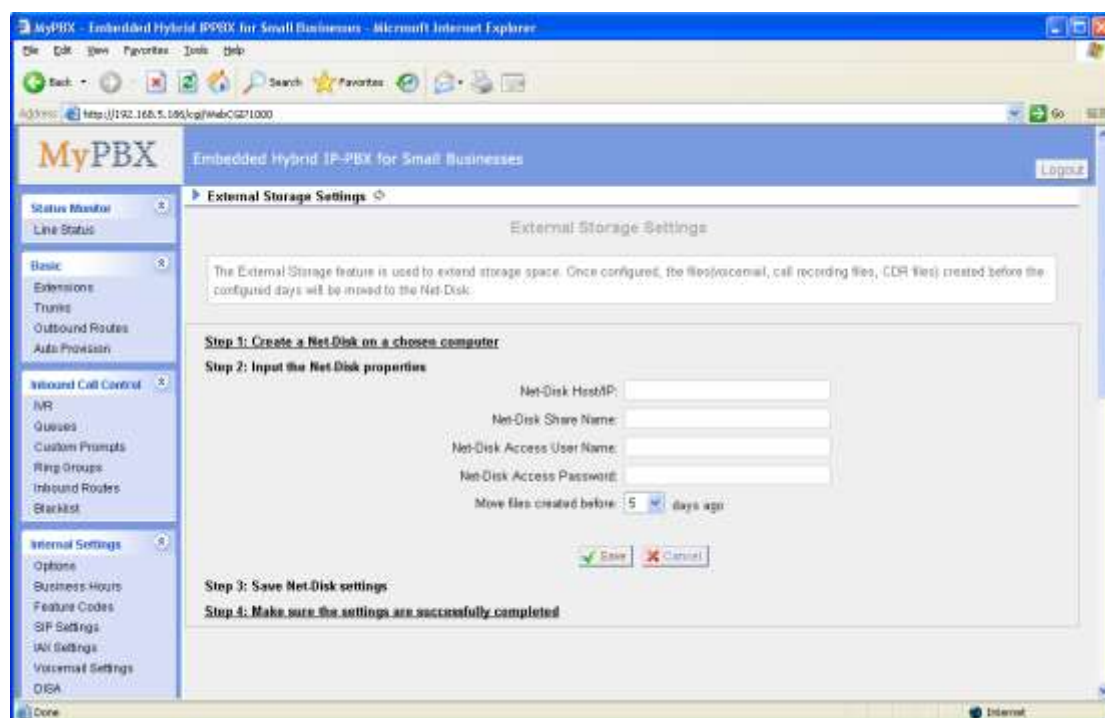 MyPBX - Embedded Hybrid IPPBX for Small Businesses - Microsoft Internet Explorer
File Edit View Favorites Tools Help
Back Search Favorites
Address http://192.168.5.186/cgi/WebCGI?1000 Go
MyPBX
Embedded Hybrid IP-PBX for Small Businesses
Logout
Status Monitor
Line Status
Basic
Extensions
Trunks
Outbound Routes
Auto Provision
Inbound Call Control
IVR
Queues
Custom Prompts
Ring Groups
Inbound Routes
Blacklist
Internal Settings
Options
Business Hours
Feature Codes
SIP Settings
IAX Settings
Voicemail Settings
DISA
External Storage Settings
External Storage Settings
The External Storage feature is used to extend storage space. Once configured, the files(voicemail, call recording files, CDR files) created before the
configured days will be moved to the Net-Disk.
Step 1: Create a Net-Disk on a chosen computer
Step 2: Input the Net-Disk properties
Net-Disk Host/IP:
Net-Disk Share Name:
Net-Disk Access User Name:
Net-Disk Access Password:
Move files created before: 5 days ago
Save Cancel
Step 3: Save Net-Disk settings
Step 4: Make sure the settings are successfully completed
Done Internet